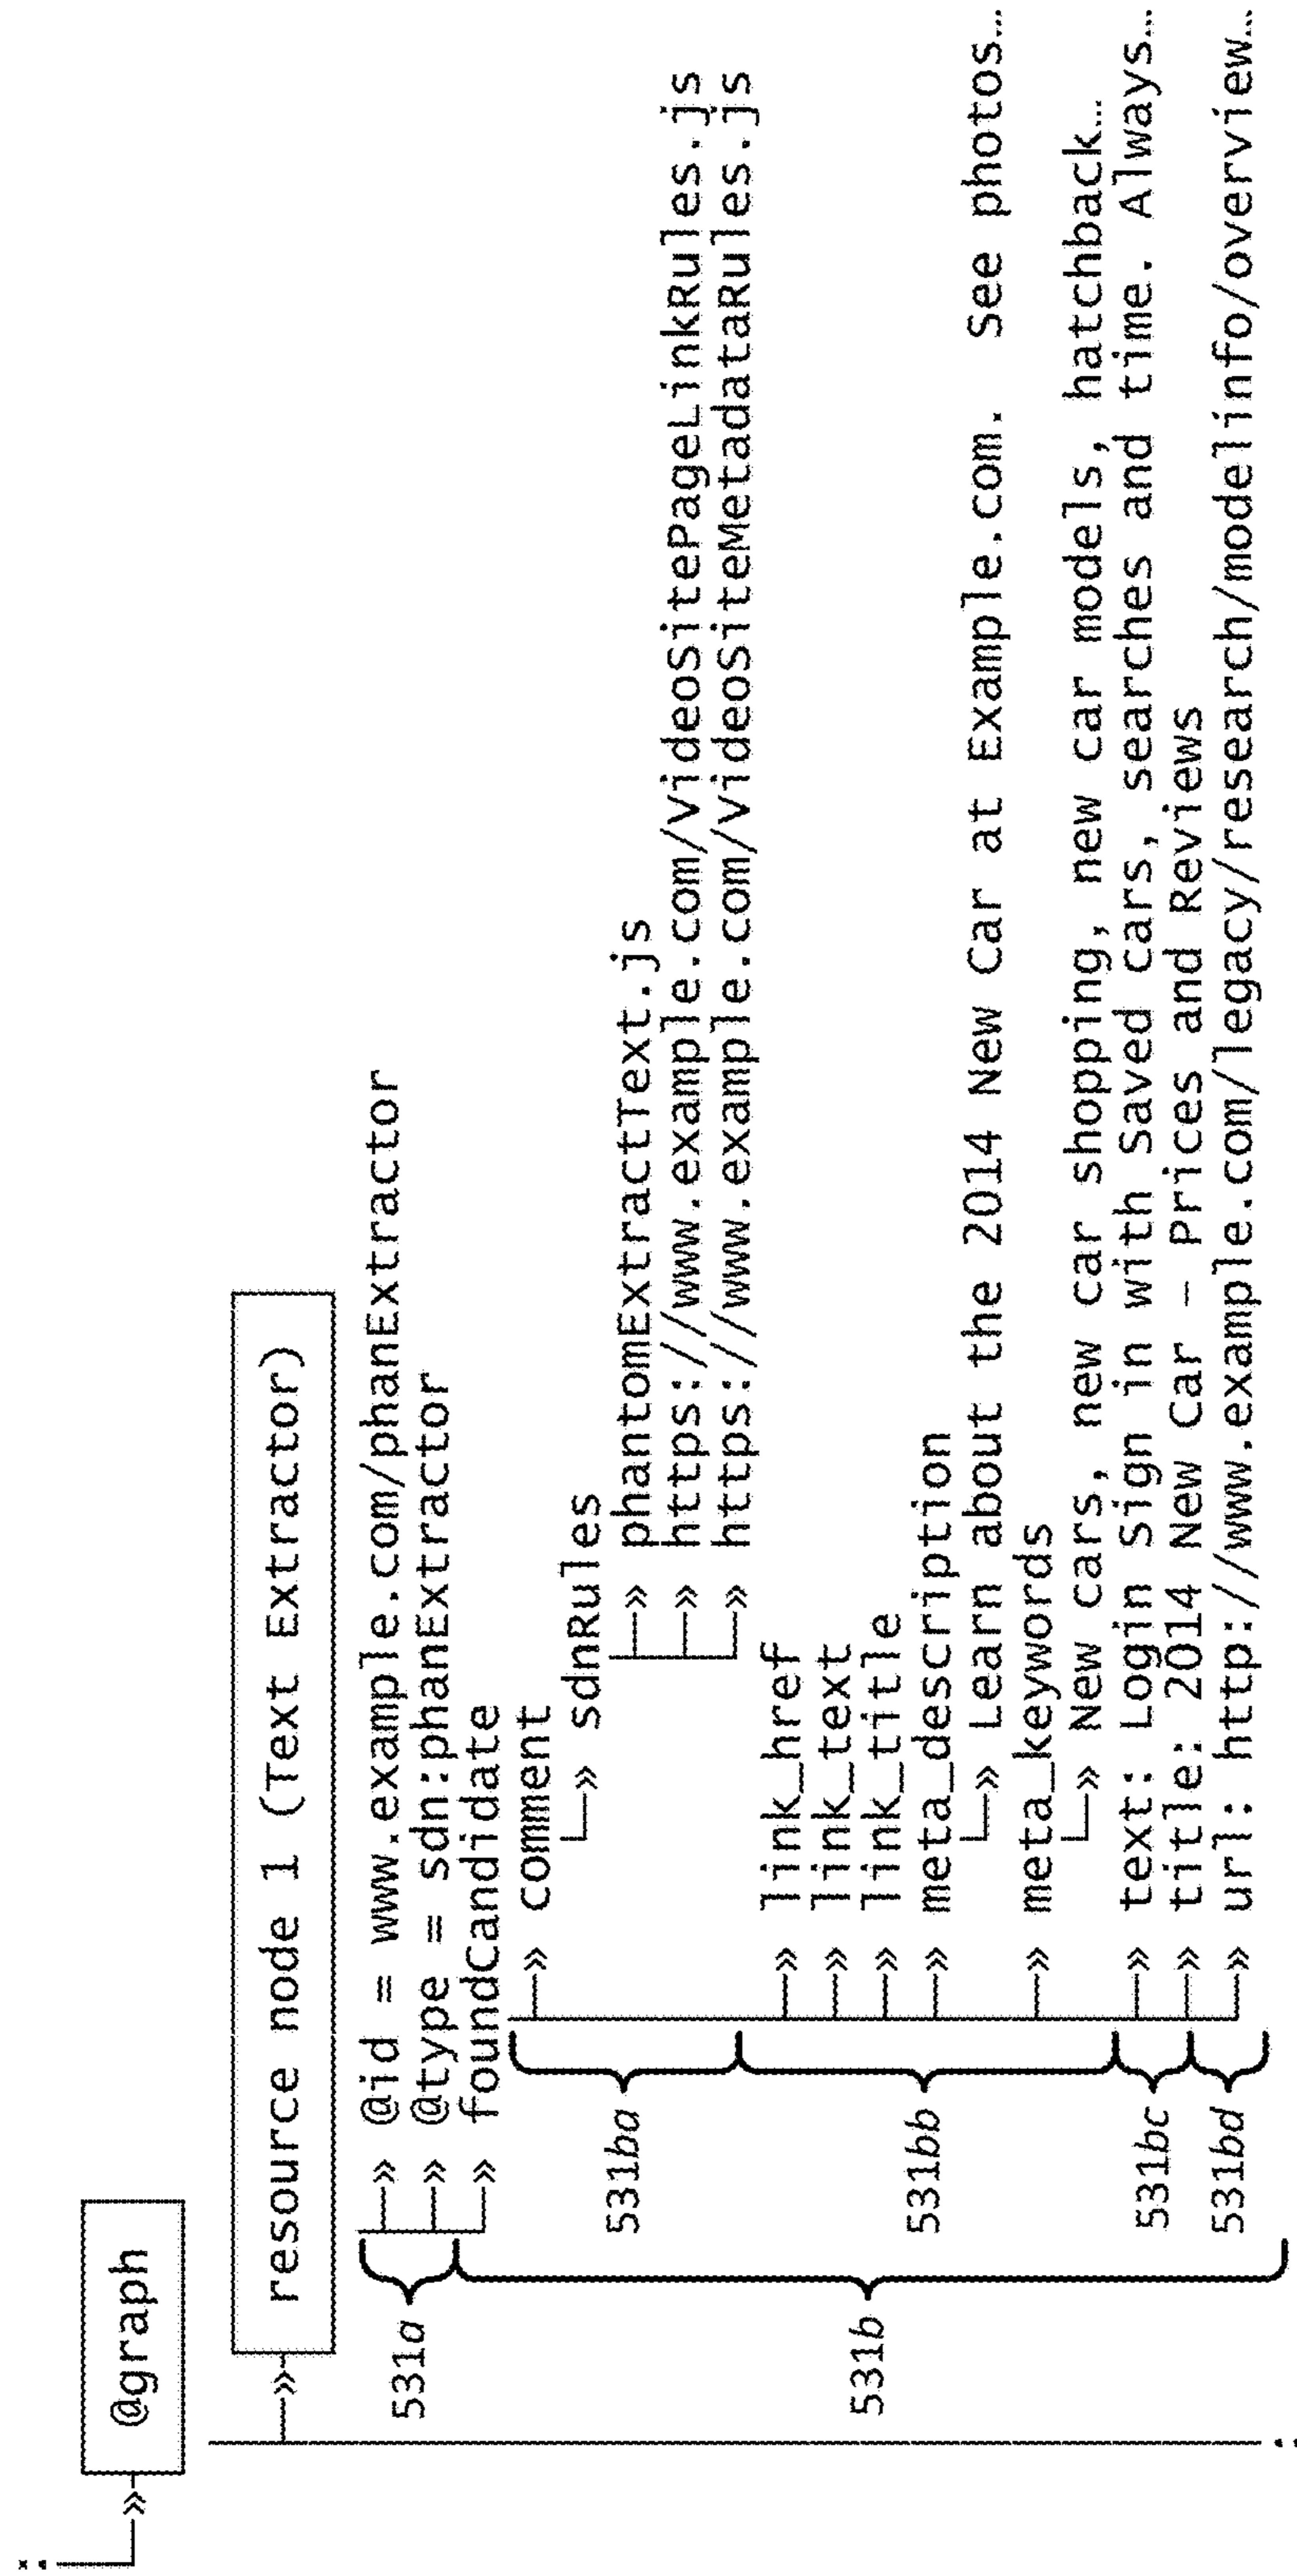 @graph
resource node 1 (Text Extractor)
531a
@id = www.example.com/phanExtractor
@type = sdn:phanExtractor
531b
foundCandidate
531ba
comment
sdnRules
phantomExtractText.js
https://www.example.com/VideoSitePageLinkRules.js
https://www.example.com/VideoSiteMetadataRules.js
531bb
link_href
link_text
link_title
meta_description
Learn about the 2014 New Car at Example.com. See photos…
meta_keywords
New cars, new car shopping, new car models, hatchback…
531bc
text: Login Sign in with Saved cars, searches and time. Always…
title: 2014 New Car – Prices and Reviews
531bd
url: http://www.example.com/legacy/research/modelinfo/overview…